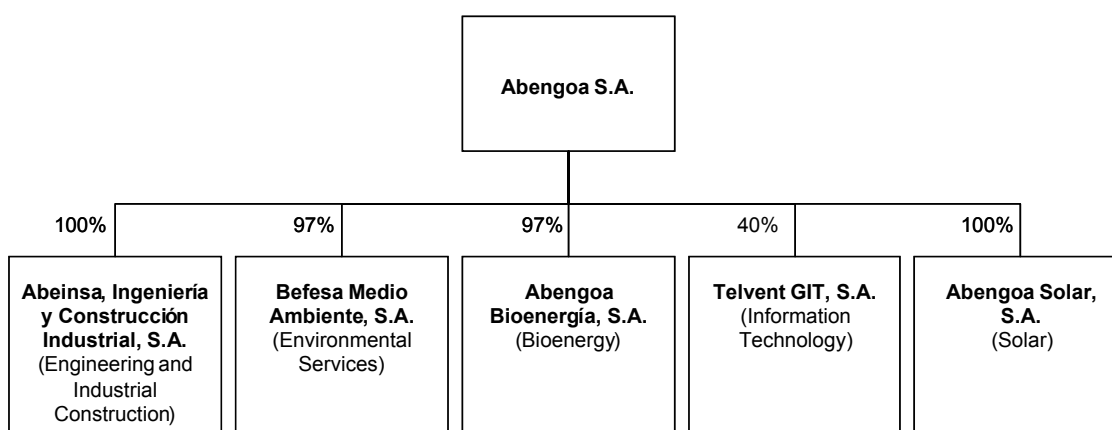 Abengoa S.A.
100%
97%
97%
40%
100%
Abeinsa, Ingeniería
y Construcción
Industrial, S.A.
(Engineering and
Industrial
Construction)
Befesa Medio
Ambiente, S.A.
(Environmental
Services)
Abengoa
Bioenergía, S.A.
(Bioenergy)
Telvent GIT, S.A.
(Information
Technology)
Abengoa Solar,
S.A.
(Solar)